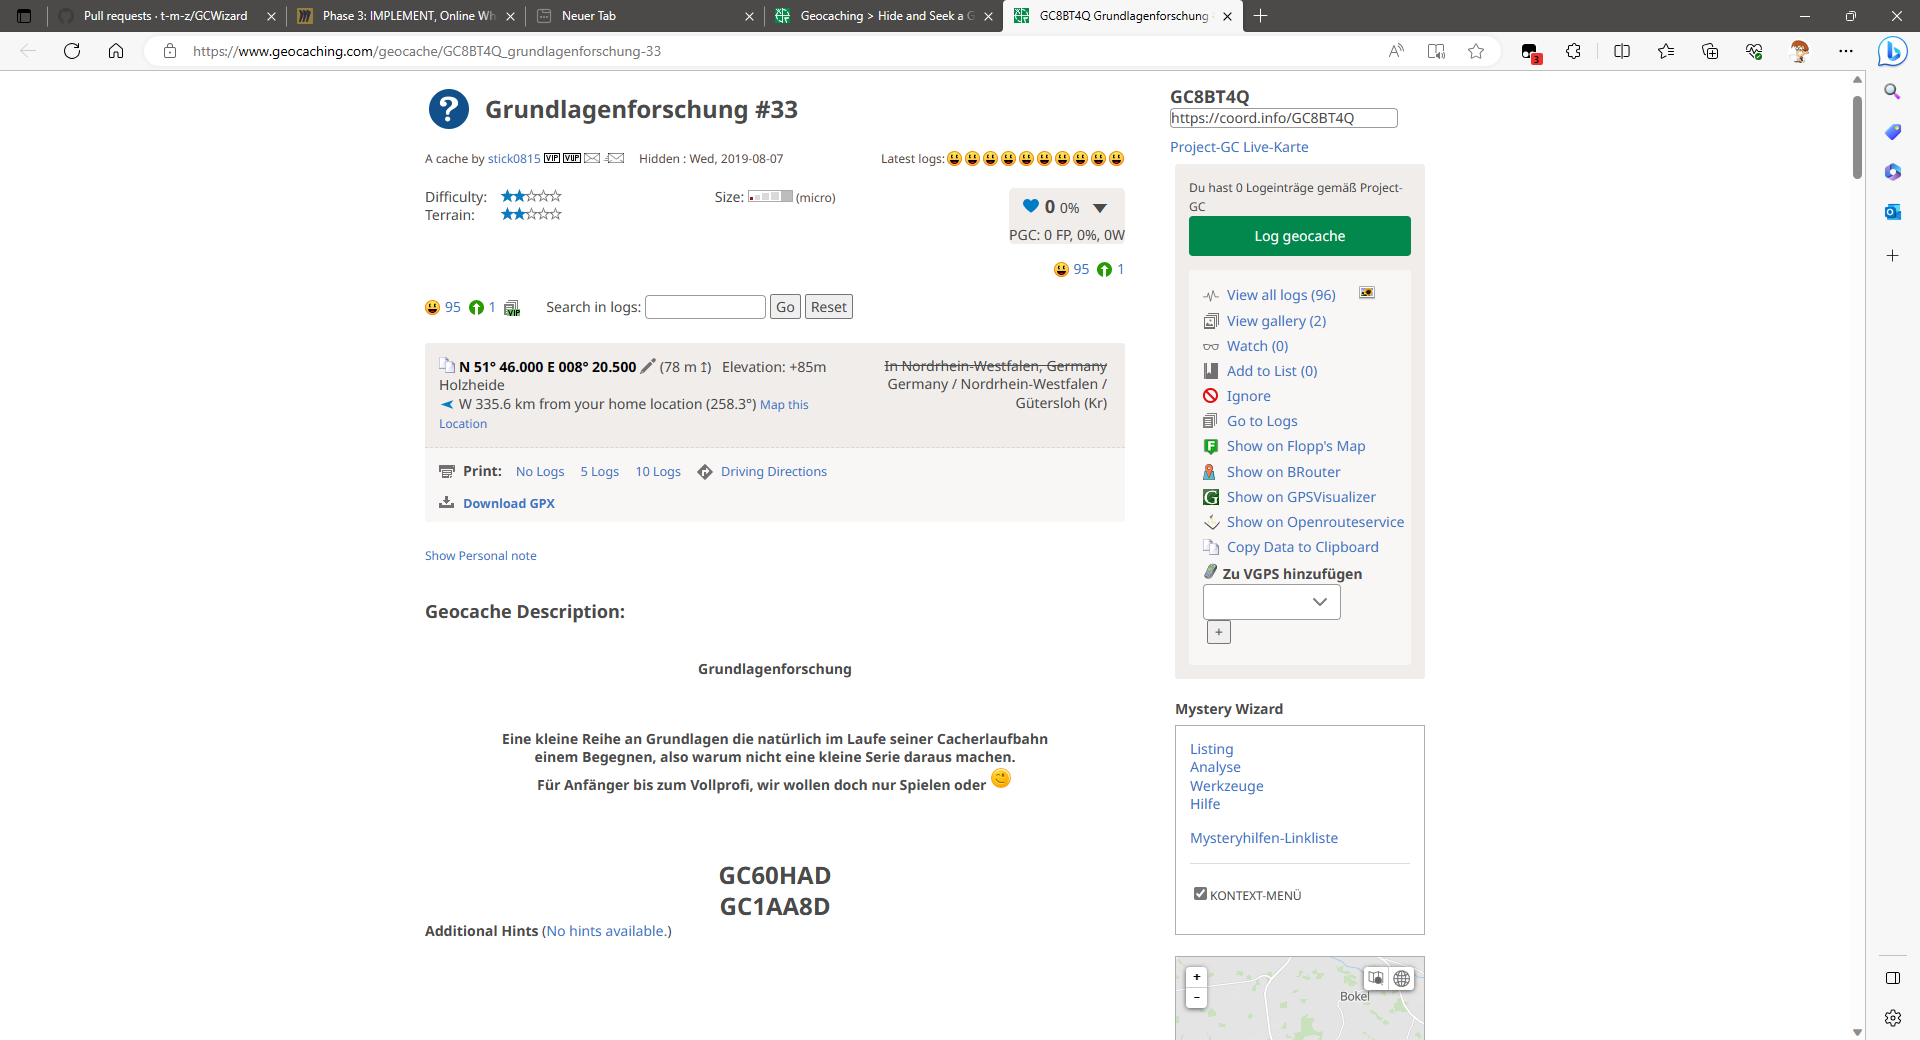 Pull requests · t-m-z/GCWizard
Phase 3: IMPLEMENT, Online Wh
Neuer Tab
Geocaching > Hide and Seek a G
GC8BT4Q Grundlagenforschung
https://www.geocaching.com/geocache/GC8BT4Q_grundlagenforschung-33
3
Grundlagenforschung #33
A cache by stick0815 VIP VUP Hidden : Wed, 2019-08-07 Latest logs:
Difficulty:
Terrain:
Size: (micro)
0 0%
PGC: 0 FP, 0%, 0W
95 1
95 1 VIP Search in logs: Go Reset
N 51° 46.000 E 008° 20.500 (78 m ↥) Elevation: +85m
Holzheide
W 335.6 km from your home location (258.3°) Map this
Location
In Nordrhein-Westfalen, Germany
Germany / Nordrhein-Westfalen /
Gütersloh (Kr)
Print: No Logs 5 Logs 10 Logs Driving Directions
Download GPX
Show Personal note
Geocache Description:
Grundlagenforschung
Eine kleine Reihe an Grundlagen die natürlich im Laufe seiner Cacherlaufbahn
einem Begegnen, also warum nicht eine kleine Serie daraus machen.
Für Anfänger bis zum Vollprofi, wir wollen doch nur Spielen oder
GC60HAD
GC1AA8D
Additional Hints (No hints available.)
GC8BT4Q
https://coord.info/GC8BT4Q
Project-GC Live-Karte
Du hast 0 Logeinträge gemäß Project-
GC
Log geocache
View all logs (96)
View gallery (2)
Watch (0)
Add to List (0)
Ignore
Go to Logs
Show on Flopp's Map
Show on BRouter
Show on GPSVisualizer
Show on Openrouteservice
Copy Data to Clipboard
Zu VGPS hinzufügen
+
Mystery Wizard
Listing
Analyse
Werkzeuge
Hilfe
Mysteryhilfen-Linkliste
KONTEXT-MENÜ
+
-
Bokel